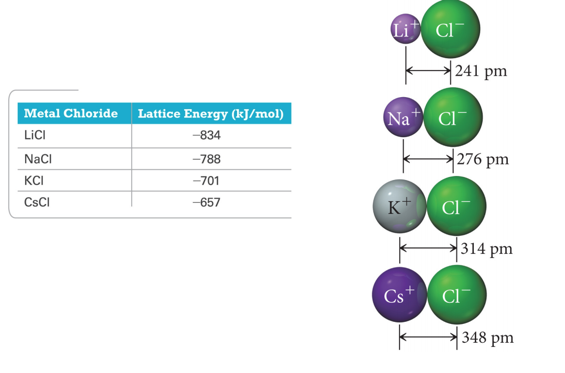 Metal Chloride Lattice Energy (kJ/mol)
LiCl −834
NaCl −788
KCl −701
CsCl −657
Li⁺ Cl⁻
241 pm
Na⁺ Cl⁻
276 pm
K⁺ Cl⁻
314 pm
Cs⁺ Cl⁻
348 pm